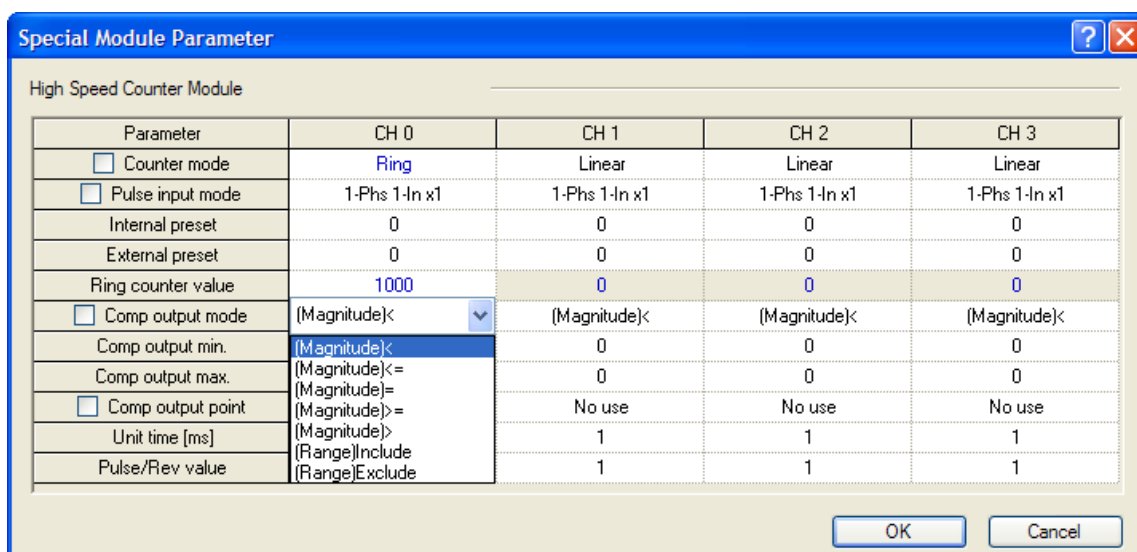 Special Module Parameter
High Speed Counter Module
Parameter CH 0 CH 1 CH 2 CH 3
Counter mode Ring Linear Linear Linear
Pulse input mode 1-Phs 1-In x1 1-Phs 1-In x1 1-Phs 1-In x1 1-Phs 1-In x1
Internal preset 0 0 0 0
External preset 0 0 0 0
Ring counter value 1000 0 0 0
Comp output mode (Magnitude)< (Magnitude)< (Magnitude)< (Magnitude)<
Comp output min. (Magnitude)< 0 0 0
(Magnitude)<=
Comp output max. (Magnitude)= 0 0 0
Comp output point (Magnitude)>= No use No use No use
Unit time [ms] (Magnitude)> 1 1 1
(Range)Include
Pulse/Rev value (Range)Exclude 1 1 1
OK Cancel